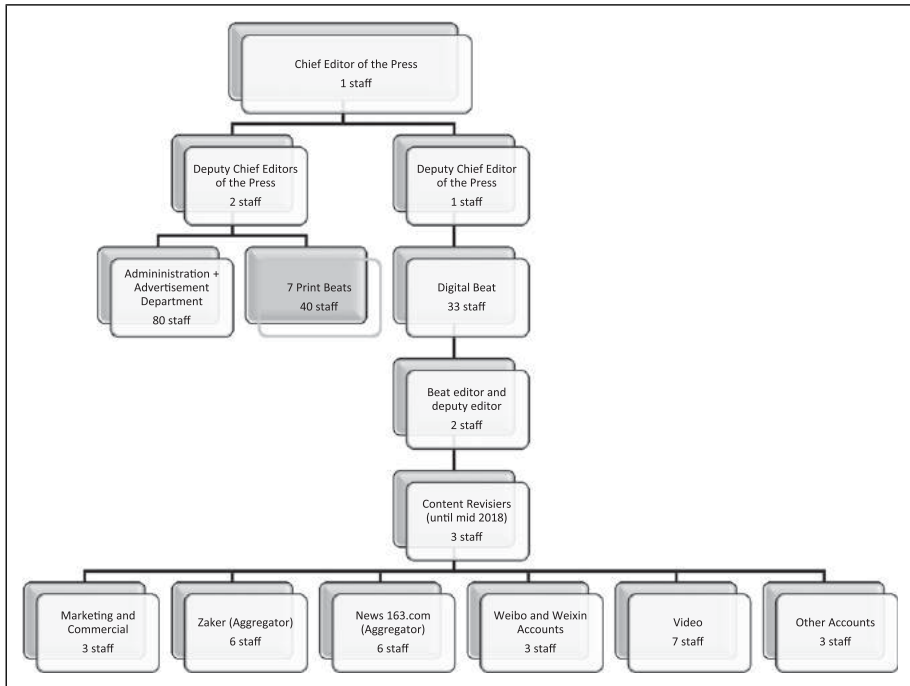 Chief Editor of the Press
1 staff
Deputy Chief Editors
of the Press
2 staff
Deputy Chief Editor
of the Press
1 staff
Admininistration +
Advertisement
Department
80 staff
7 Print Beats
40 staff
Digital Beat
33 staff
Beat editor and
deputy editor
2 staff
Content Revisiers
(until mid 2018)
3 staff
Marketing and
Commercial
3 staff
Zaker (Aggregator)
6 staff
News 163.com
(Aggregator)
6 staff
Weibo and Weixin
Accounts
3 staff
Video
7 staff
Other Accounts
3 staff